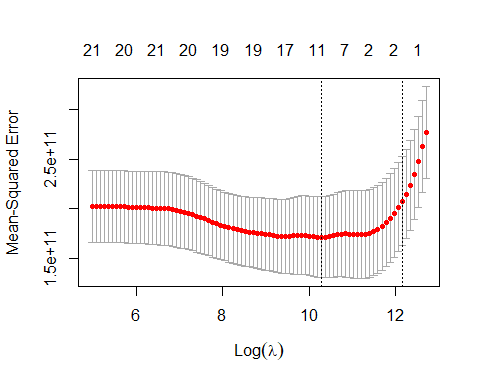 21 20 21 20 19 19 17 11 7 2 2 1
Mean-Squared Error
2.5e+11
1.5e+11
6 8 10 12
Log(λ)